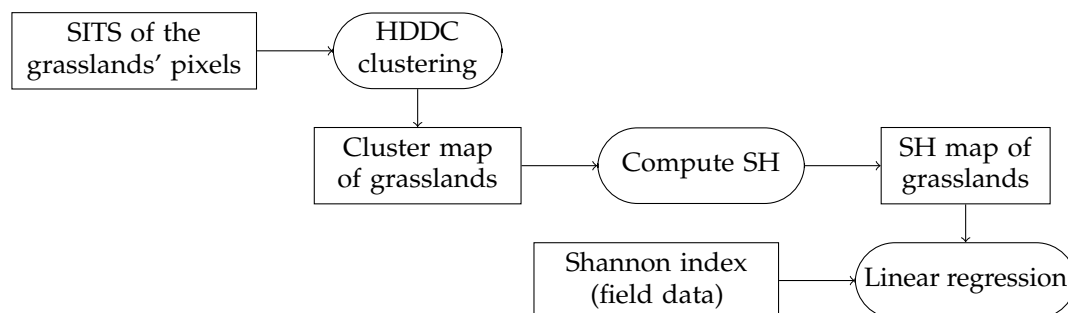 SITS of the
grasslands’ pixels
HDDC
clustering
Cluster map
of grasslands
Compute SH
SH map of
grasslands
Shannon index
(field data)
Linear regression